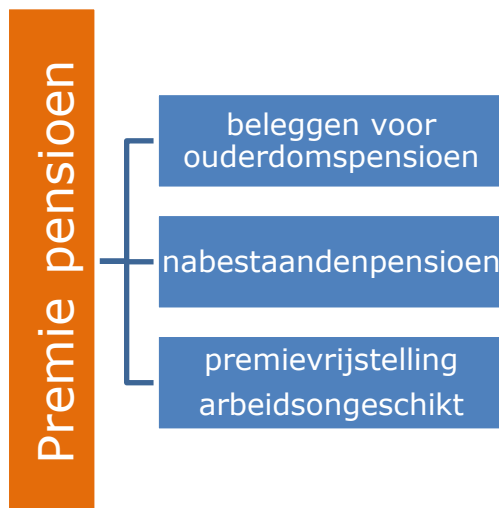 Premie pensioen
beleggen voor
ouderdomspensioen
nabestaandenpensioen
premievrijstelling
arbeidsongeschikt